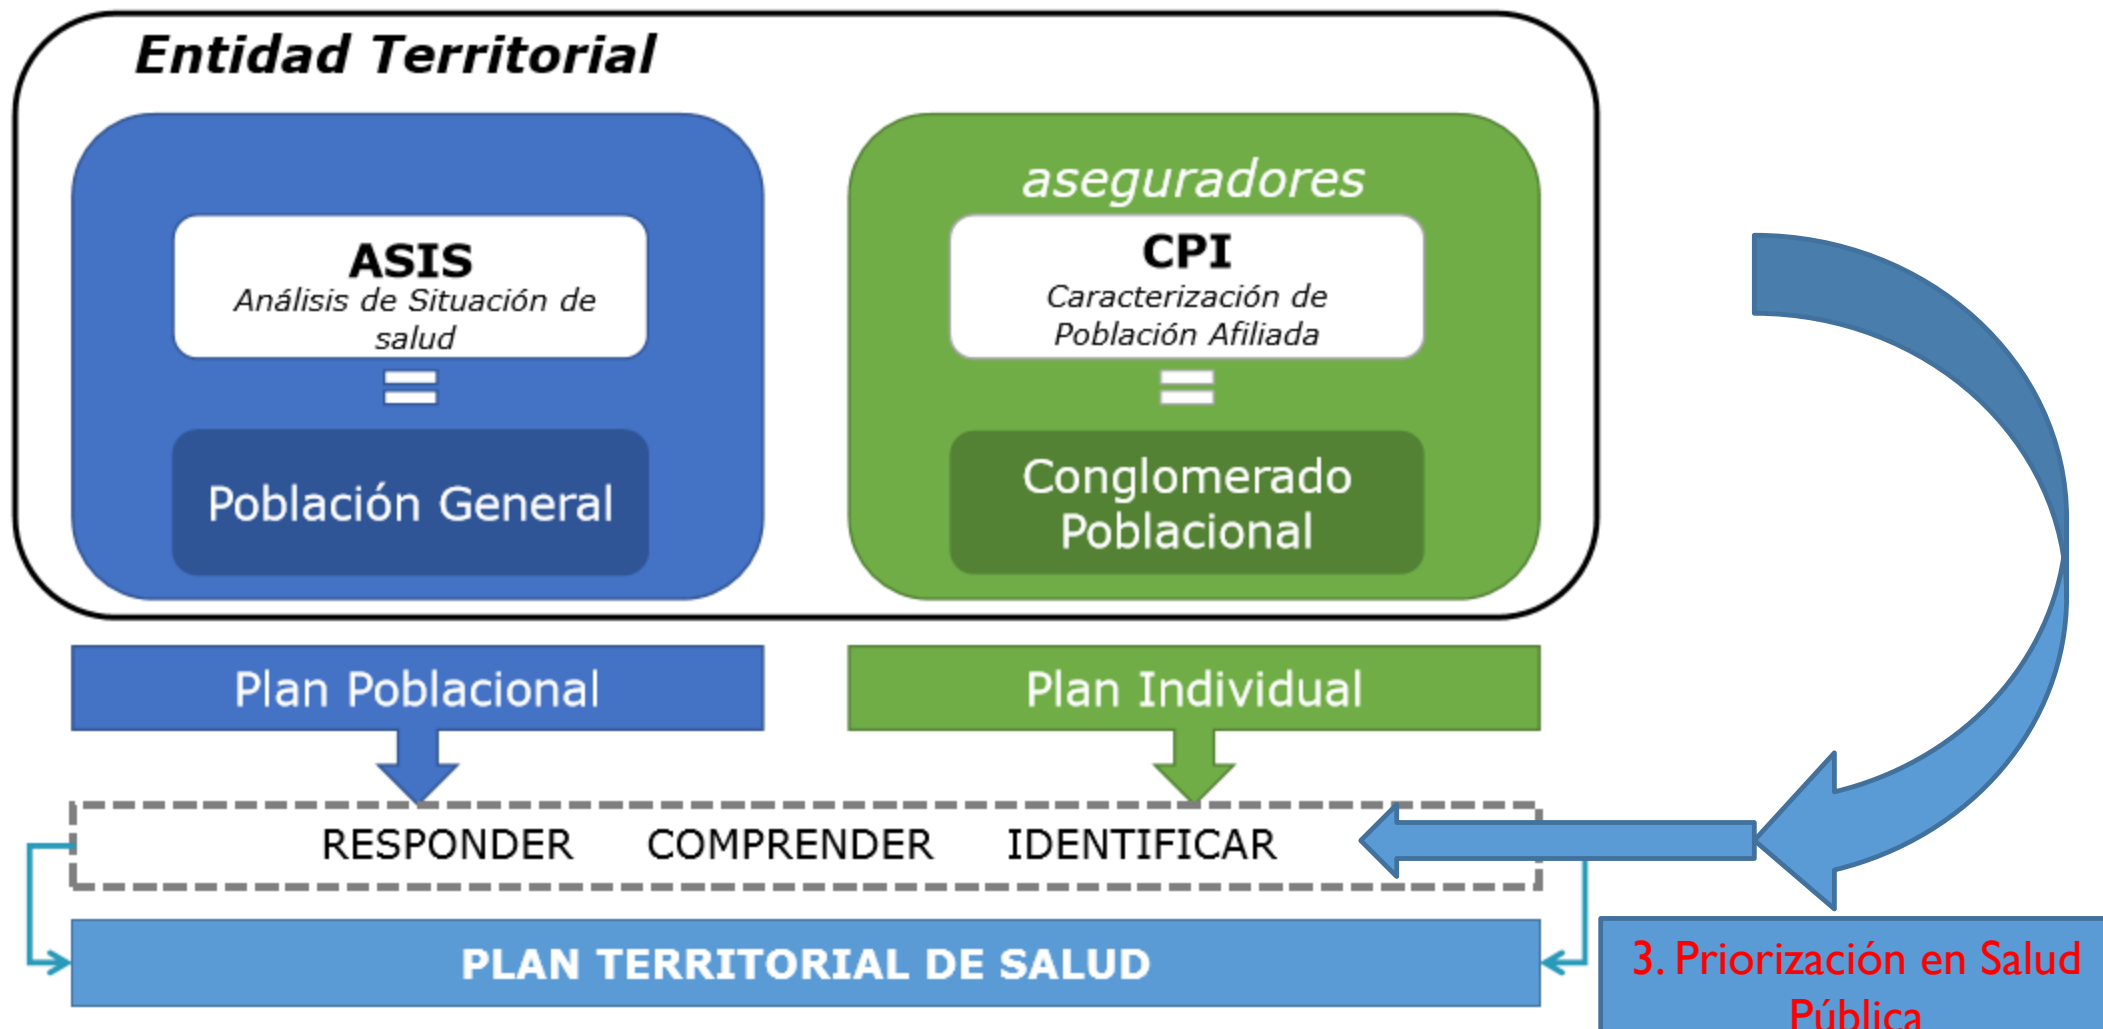 Entidad Territorial
ASIS
Análisis de Situación de
salud
Población General
aseguradores
CPI
Caracterización de
Población Afiliada
Conglomerado
Poblacional
Plan Poblacional
Plan Individual
RESPONDER COMPRENDER IDENTIFICAR
PLAN TERRITORIAL DE SALUD
3. Priorización en Salud
Pública